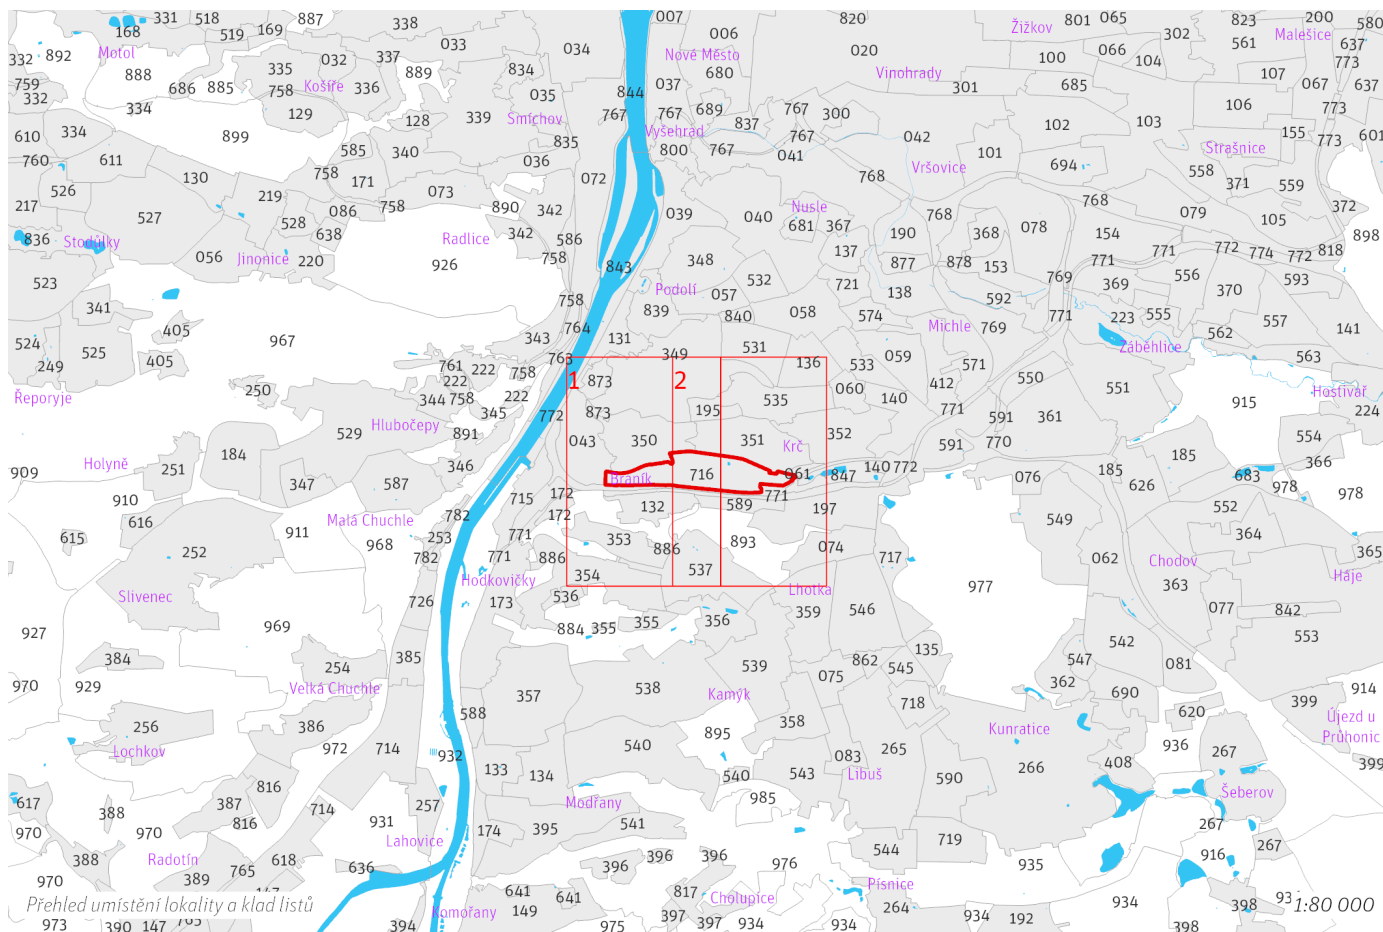 331 518 887 338 007 820 Žižkov 801 065 823 200 580
168 519 169 033 034 006 302 561 Malešice 637
332 892 Motol 032 337 Nové Město 020 100 066 104 773
888 335 Košíře 889 834 680 Vinohrady 107 067 637
759 686 885 758 336 035 844 037 301 685
332 334 129 128 339 Smíchov 767 767 689 767 300 106 773
610 334 899 835 Vyšehrad 837 767 042 102 103 155 773 601
760 611 585 340 036 800 767 041 101 Vršovice 694 Strašnice
526 130 758 171 073 072 768 558 371 559
217 527 219 086 758 890 342 039 040 Nusle 768 768 079 105 372
836 Stodůlky 528 638 Radlice 342 586 681 367 190 368 078 154 898
056 Jinonice 220 926 758 843 348 137 877 878 153 771 771 772 774 772 818
523 532 721 769 369 556 593
341 758 Podolí 057 138 592 370
405 764 839 840 058 574 Michle 769 771 223 555 557 141
524 967 343 131 562
525 405 763 349 531 059 Záběhlice 563
249 761 222 758 136 533 571 550
Řeporyje 250 222 1 873 2 060 412 551 Hostivař
344 758 222 535 140 915
345 772 873 195 771 591 361 224
529 Hlubočepy 891 043 350 351 Krč 352 591 770 554
184 366
909 Holyně 251 346 716 061 847 140 772 185 185 683
347 587 Braník 076 626 978 978
910 715 172 132 589 771 197 552
616 Malá Chuchle 782 172 549 364
615 911 968 253 771 353 886 893 074 717 365
252 782 771 886 062 Chodov
Hodkovičky 354 537 977 363 Háje
Slivenec 726 173 536 Lhotka 359 546 077 842
927 969 884 355 355 356 553
384 385 135 542
254 539 862 545 547 081
970 929 Velká Chuchle 357 538 Kamýk 075 362 690 914
256 386 588 358 718 620 399
Lochkov 972 714 932 540 895 Kunratice 936 267 Újezd u
Průhonic
083 265 266 408 399
816 133 134 540 543 Libuš 590 Šeberov
617 388 387 714 257 Modřany 985
970 970 816 931 174 395 541 719 267
388 Radotín 618 Lahovice 544 916 267
970 389 765 636 396 396 396 976 935
641 641 817 Cholupice Písnice
Přehled umístění lokality a klad listů Komořany 149 397 264 934 398 1:80 000
973 390 147 394 975 397 934 934 934 192 398